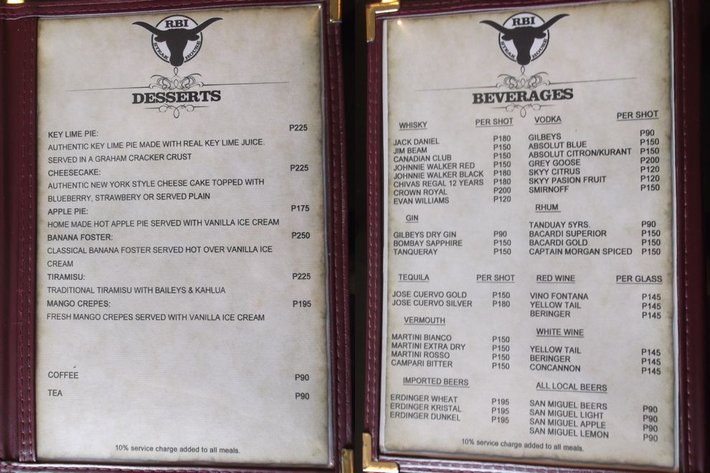 RBI
STEAK HOUSE
DESSERTS
KEY LIME PIE: P225
AUTHENTIC KEY LIME PIE MADE WITH REAL KEY LIME JUICE.
SERVED IN A GRAHAM CRACKER CRUST
CHEESECAKE: P225
AUTHENTIC NEW YORK STYLE CHEESE CAKE TOPPED WITH
BLUEBERRY, STRAWBERY OR SERVED PLAIN
APPLE PIE: P175
HOME MADE HOT APPLE PIE SERVED WITH VANILLA ICE CREAM
BANANA FOSTER: P250
CLASSICAL BANANA FOSTER SERVED HOT OVER VANILLA ICE
CREAM
TIRAMISU: P225
TRADITIONAL TIRAMISU WITH BAILEYS & KAHLUA
MANGO CREPES: P195
FRESH MANGO CREPES SERVED WITH VANILLA ICE CREAM
COFFEE P90
TEA P90
10% service charge added to all meals.
RBI
STEAK HOUSE
BEVERAGES
WHISKY PER SHOT
JACK DANIEL P180
JIM BEAM P150
CANADIAN CLUB P150
JOHNNIE WALKER RED P150
JOHNNIE WALKER BLACK P180
CHIVAS REGAL 12 YEARS
CROWN ROYAL
EVAN WILLIAMS P120
GIN
GILBEYS DRY GIN P90
BOMBAY SAPPHIRE P150
TANQUERAY P150
TEQUILA PER SHOT
JOSE CUERVO GOLD P150
JOSE CUERVO SILVER P180
VERMOUTH
MARTINI BIANCO P150
MARTINI EXTRA DRY P150
MARTINI ROSSO P150
CAMPARI BITTER P150
IMPORTED BEERS
ERDINGER WHEAT P195
ERDINGER KRISTAL P195
ERDINGER DUNKEL P195
VODKA PER SHOT
GILBEYS P90
ABSOLUT BLUE P150
ABSOLUT CITRON/KURANT P150
GREY GOOSE P200
SKYY CITRUS
SKYY PASION FRUIT
SMIRNOFF P150
RHUM
TANDUAY 5YRS. P90
BACARDI SUPERIOR P150
BACARDI GOLD P150
CAPTAIN MORGAN SPICED P150
RED WINE PER GLASS
VINO FONTANA P145
YELLOW TAIL P145
BERINGER P145
WHITE WINE
YELLOW TAIL P145
BERINGER P145
CONCANNON P145
ALL LOCAL BEERS
SAN MIGUEL BEERS P90
SAN MIGUEL LIGHT P90
SAN MIGUEL APPLE P90
SAN MIGUEL LEMON P90
10% service charge added to all meals.